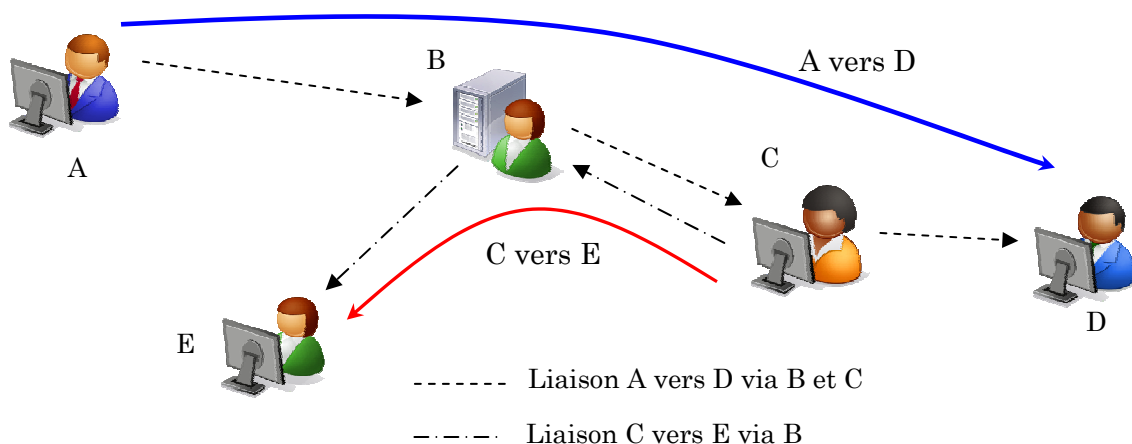 B
A vers D
A
C
C vers E
E
D
Liaison A vers D via B et C
Liaison C vers E via B